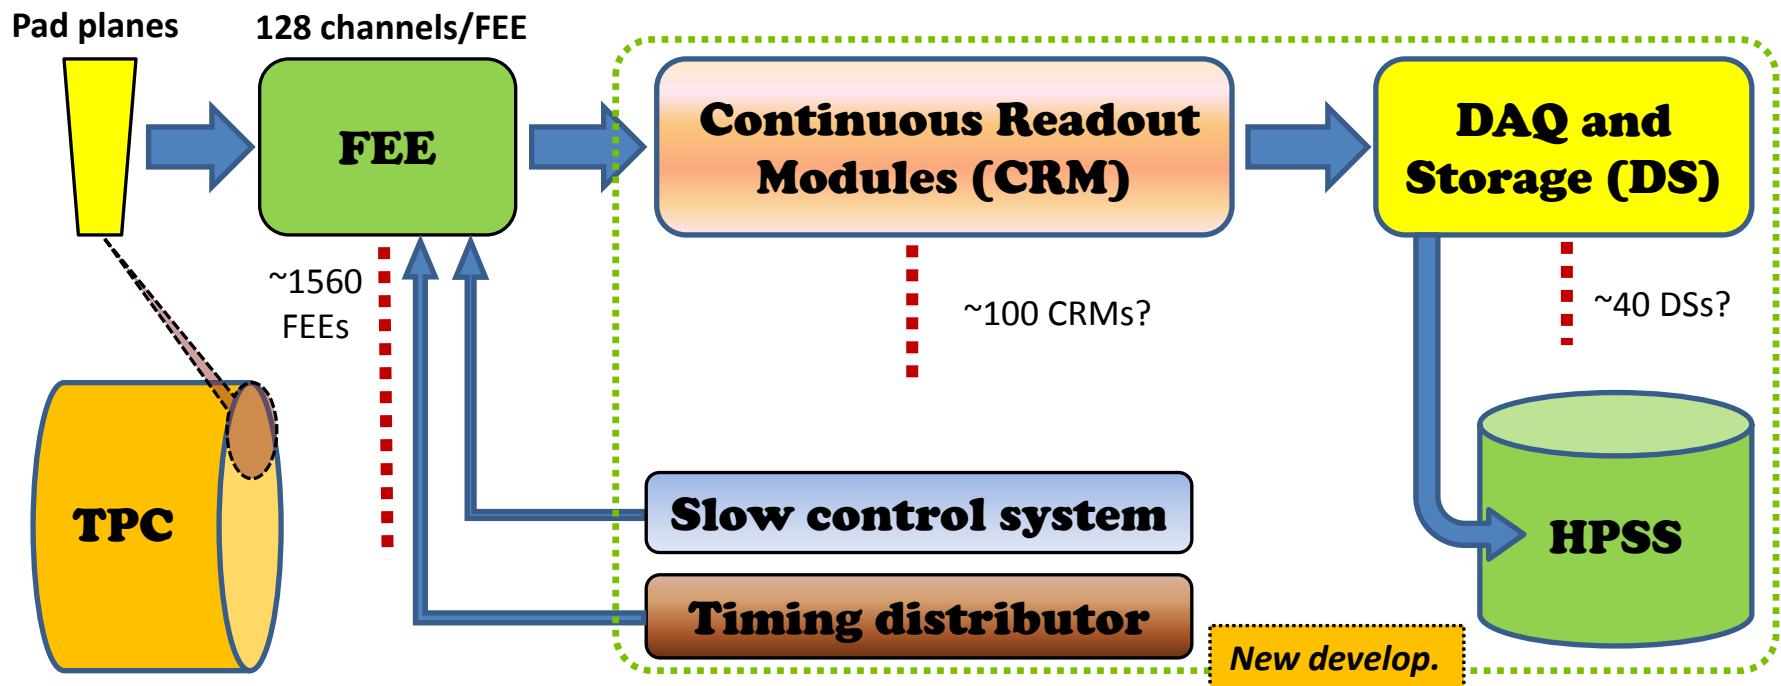 Pad planes
128 channels/FEE
FEE
Continuous Readout
Modules (CRM)
DAQ and
Storage (DS)
~1560
FEEs
~100 CRMs?
~40 DSs?
TPC
Slow control system
HPSS
Timing distributor
New develop.